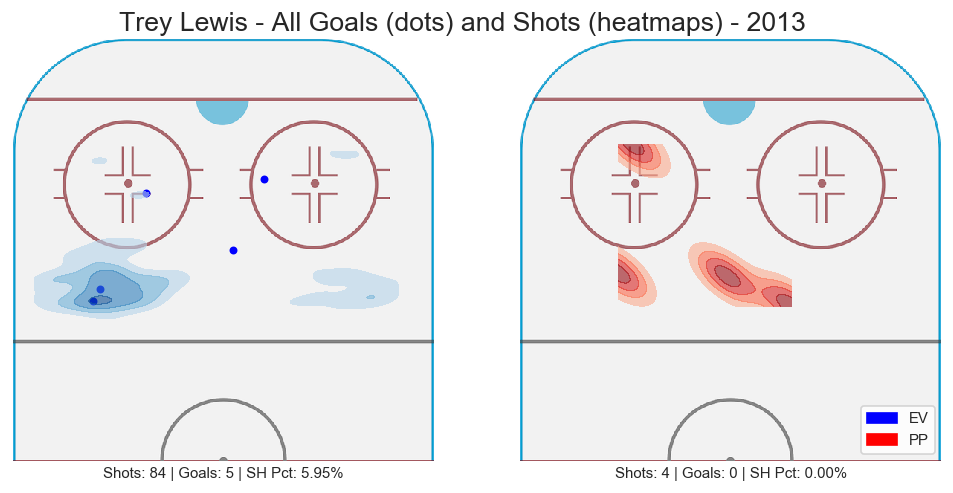 Trey Lewis - All Goals (dots) and Shots (heatmaps) - 2013
EV
PP
Shots: 84 | Goals: 5 | SH Pct: 5.95%
Shots: 4 | Goals: 0 | SH Pct: 0.00%